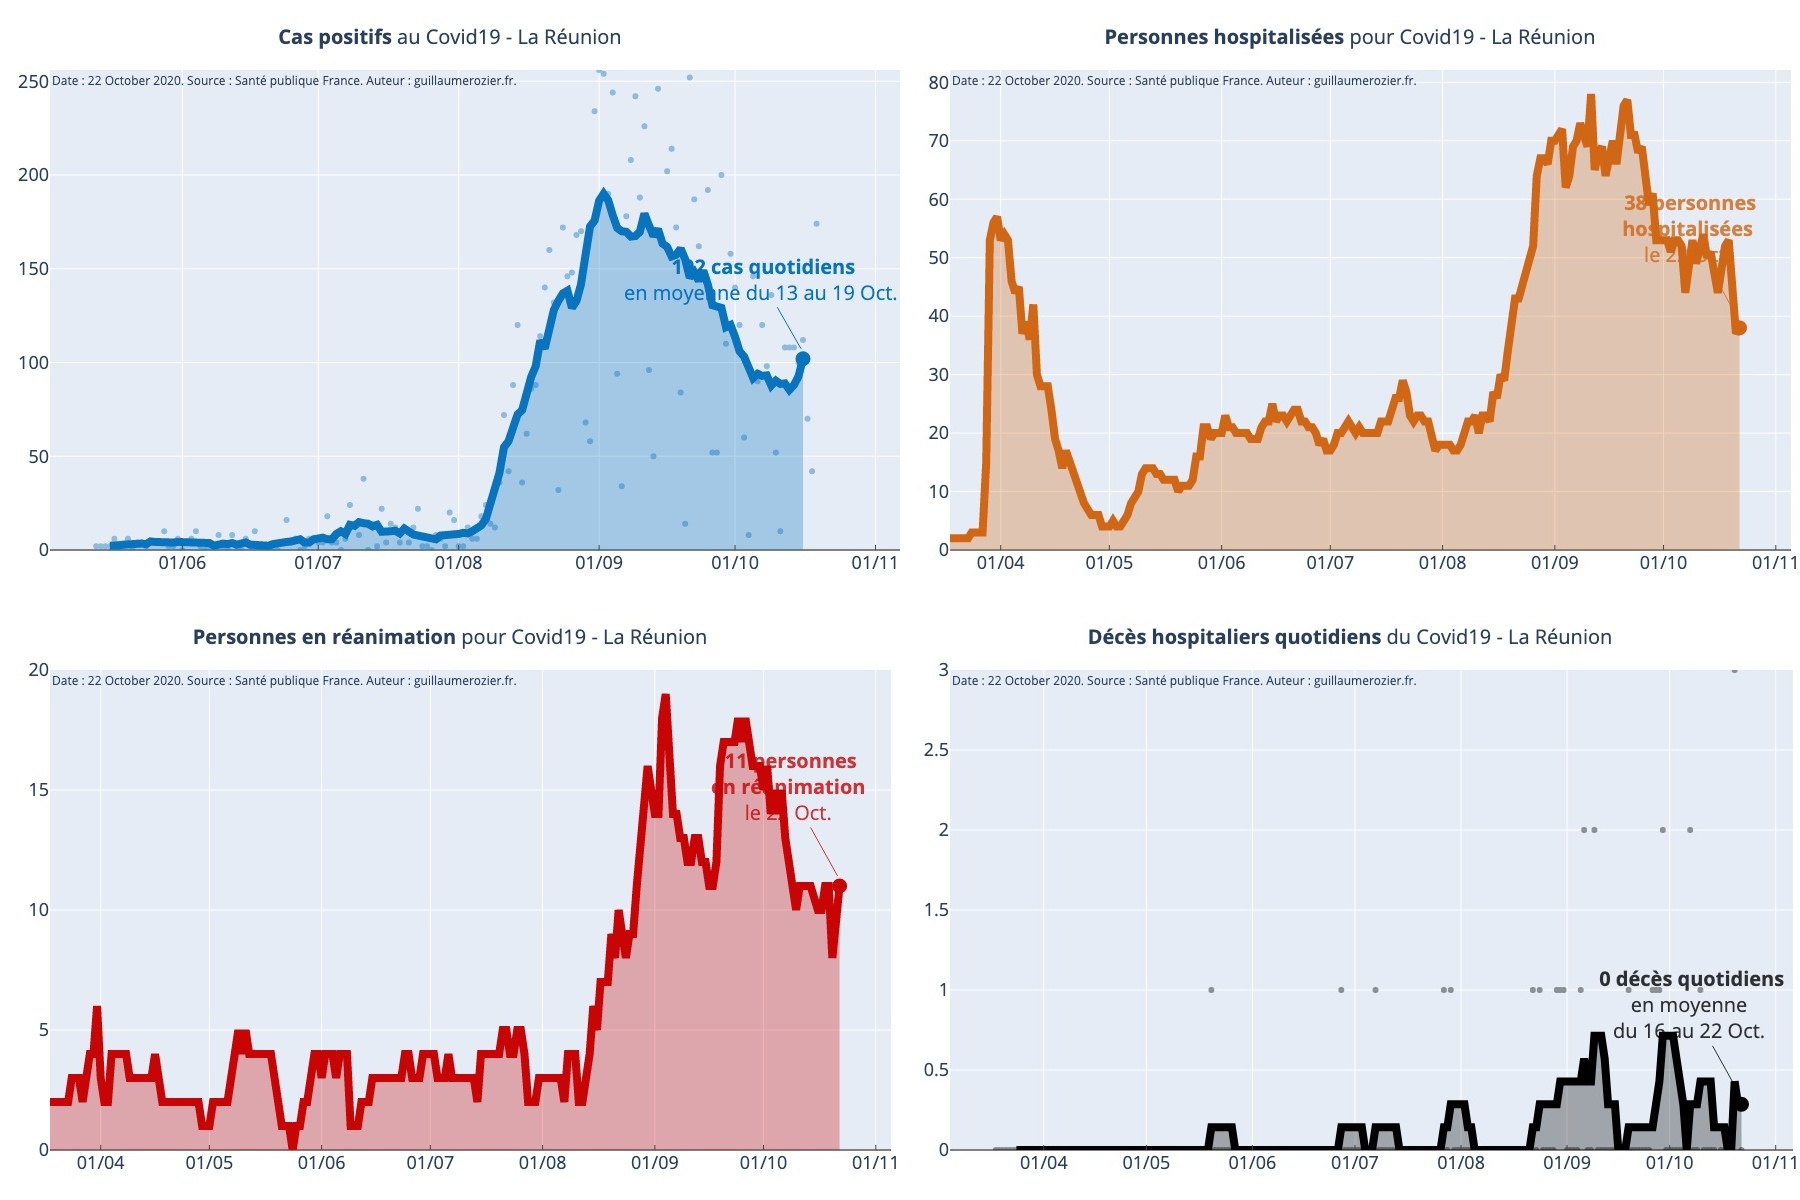 Cas positifs au Covid19 - La Réunion
Date : 22 October 2020. Source : Santé publique France. Auteur : guillaumerozier.fr.
250
200
150
100
50
0
cas quotidiens
en moyenne du 13 au 19 Oct.
01/06 01/07 01/08 01/09 01/10 01/11
Personnes hospitalisées pour Covid19 - La Réunion
Date : 22 October 2020. Source : Santé publique France. Auteur : guillaumerozier.fr.
80
70
60
50
40
30
20
10
0
38 personnes
hospitalisées
le
01/04 01/05 01/06 01/07 01/08 01/09 01/10 01/11
Personnes en réanimation pour Covid19 - La Réunion
Date : 22 October 2020. Source : Santé publique France. Auteur : guillaumerozier.fr.
20
15
10
5
0
11 personnes
en réanimation
le Oct.
01/04 01/05 01/06 01/07 01/08 01/09 01/10 01/11
Décès hospitaliers quotidiens du Covid19 - La Réunion
Date : 22 October 2020. Source : Santé publique France. Auteur : guillaumerozier.fr.
3
2.5
2
1.5
1
0.5
0
0 décès quotidiens
en moyenne
du 16 au 22 Oct.
01/04 01/05 01/06 01/07 01/08 01/09 01/10 01/11